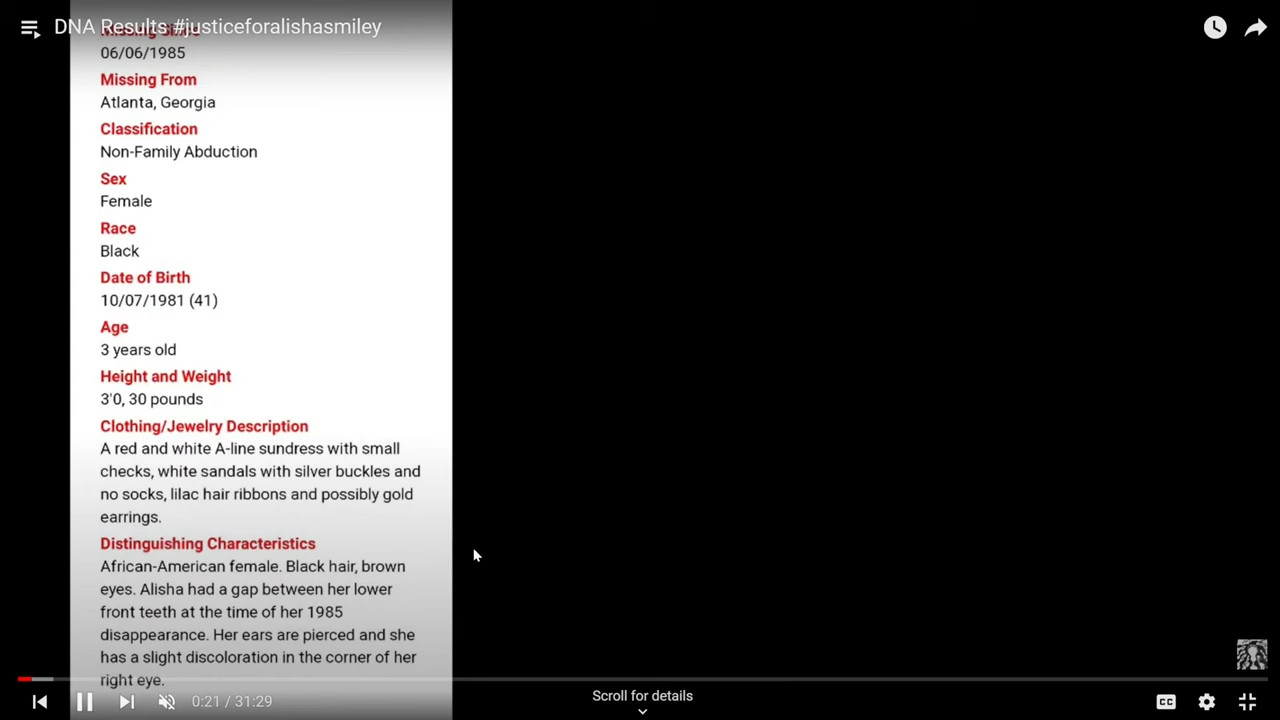 DNA Results #justiceforalishasmiley
Missing Since
06/06/1985
Missing From
Atlanta, Georgia
Classification
Non-Family Abduction
Sex
Female
Race
Black
Date of Birth
10/07/1981 (41)
Age
3 years old
Height and Weight
3'0, 30 pounds
Clothing/Jewelry Description
A red and white A-line sundress with small
checks, white sandals with silver buckles and
no socks, lilac hair ribbons and possibly gold
earrings.
Distinguishing Characteristics
African-American female. Black hair, brown
eyes. Alisha had a gap between her lower
front teeth at the time of her 1985
disappearance. Her ears are pierced and she
has a slight discoloration in the corner of her
right eye.
0:21 / 31:29
Scroll for details
CC